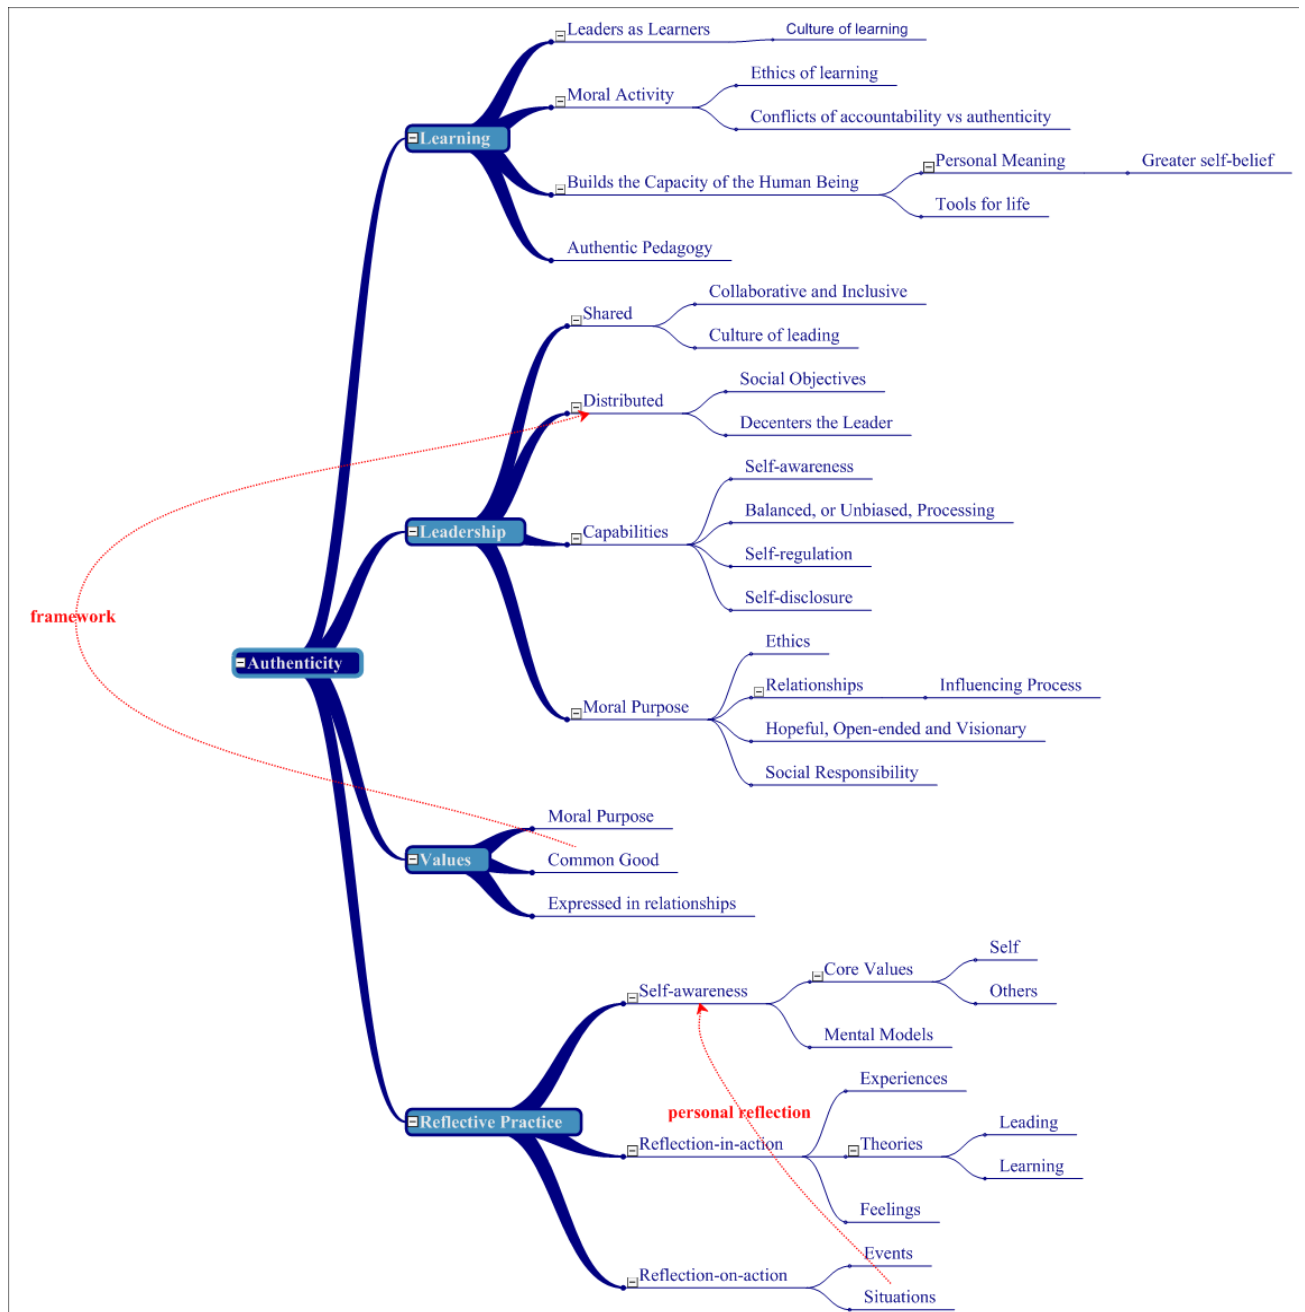 Leaders as Learners
Culture of learning
Moral Activity
Ethics of learning
Conflicts of accountability vs authenticity
Learning
Builds the Capacity of the Human Being
Personal Meaning
Greater self-belief
Tools for life
Authentic Pedagogy
Shared
Collaborative and Inclusive
Culture of leading
Distributed
Social Objectives
Decenters the Leader
Leadership
Capabilities
Self-awareness
Balanced, or Unbiased, Processing
Self-regulation
Self-disclosure
framework
Authenticity
Moral Purpose
Ethics
Relationships
Influencing Process
Hopeful, Open-ended and Visionary
Social Responsibility
Values
Moral Purpose
Common Good
Expressed in relationships
Self-awareness
Core Values
Self
Others
Mental Models
personal reflection
Reflective Practice
Reflection-in-action
Experiences
Theories
Leading
Learning
Feelings
Reflection-on-action
Events
Situations